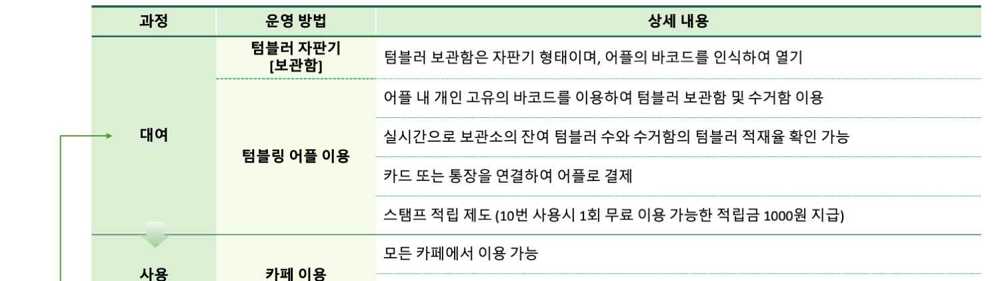 과정 운영 방법 상세 내용
텀블러 자판기
[보관함]
텀블러 보관함은 자판기 형태이며, 어플의 바코드를 인식하여 열기
어플 내 개인 고유의 바코드를 이용하여 텀블러 보관함 및 수거함 이용
대여
실시간으로 보관소의 잔여 텀블러 수와 수거함의 텀블러 적재율 확인 가능
텀블링 어플 이용
카드 또는 통장을 연결하여 어플로 결제
스탬프 적립 제도 (10번 사용시 1회 무료 이용 가능한 적립금 1000원 지급)
모든 카페에서 이용 가능
사용 카페 이용